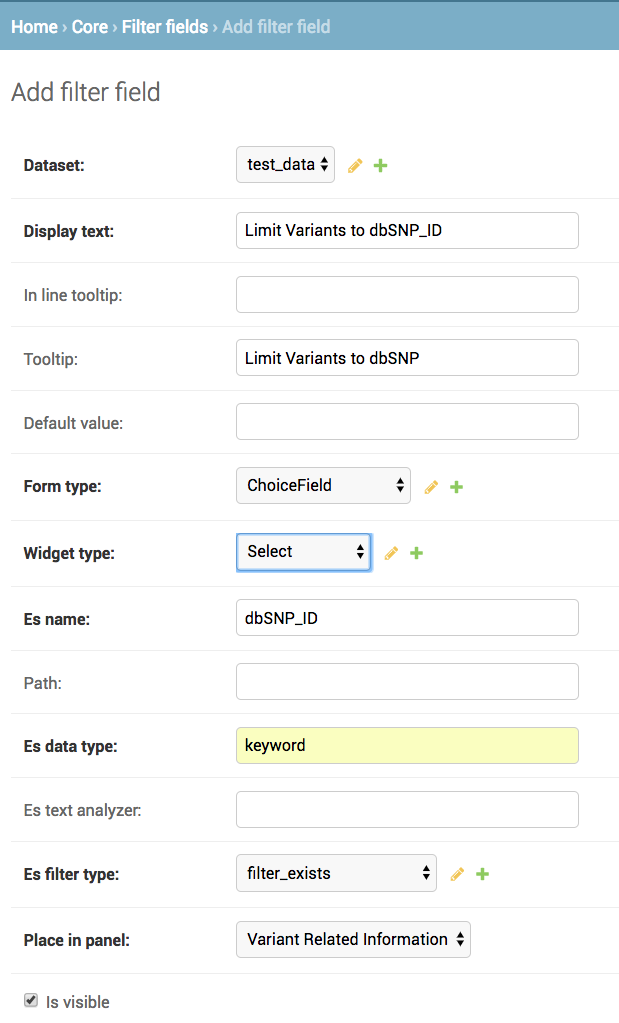 Home › Core › Filter fields › Add filter field
Add filter field
Dataset: test_data
Display text: Limit Variants to dbSNP_ID
In line tooltip:
Tooltip: Limit Variants to dbSNP
Default value:
Form type: ChoiceField
Widget type: Select
Es name: dbSNP_ID
Path:
Es data type: keyword
Es text analyzer:
Es filter type: filter_exists
Place in panel: Variant Related Information
Is visible